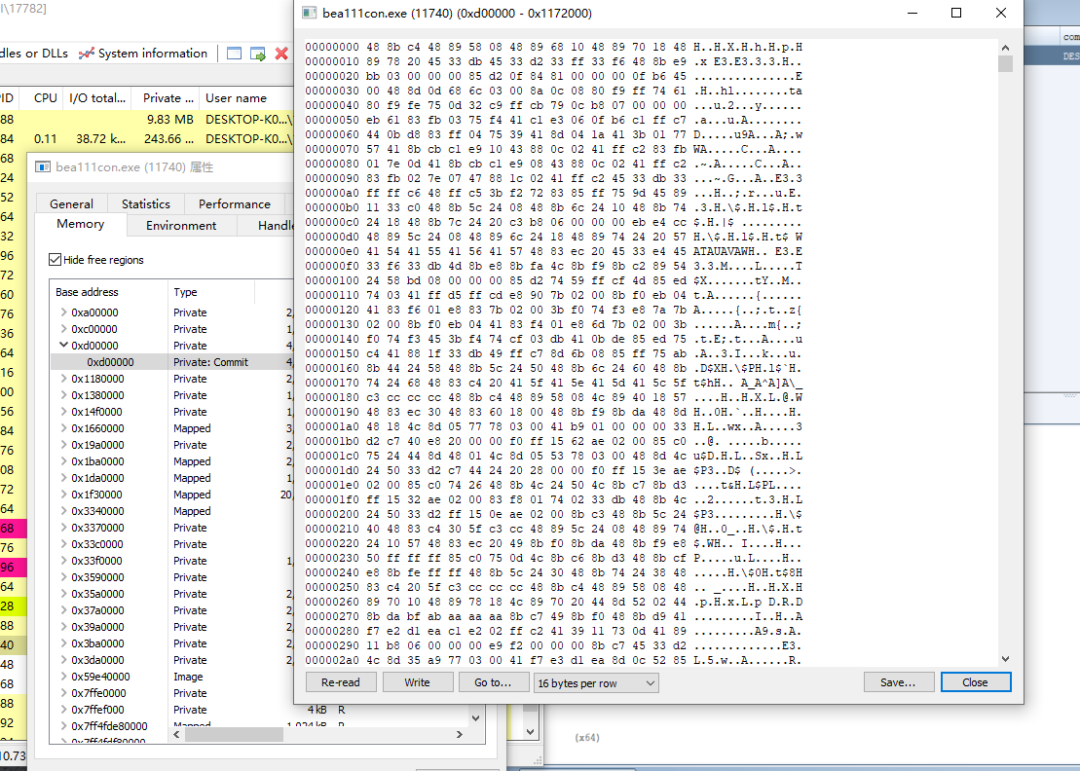 l\17782]
dles or DLLs System information
PID CPU I/O total... Private ... User name
88 9.83 MB DESKTOP-K0...\
84 0.11 38.72 k... 243.66 ... DESKTOP-K0...\
bea111con.exe (11740) 属性
General Statistics Performance
Memory Environment Handle
Hide free regions
Base address Type
0xa00000 Private
0xc00000 Private
0xd00000 Private
0xd00000 Private: Commit
0x1180000 Private
0x1380000 Private
0x14f0000 Private
0x1660000 Mapped
0x19a0000 Private
0x1ba0000 Mapped
0x1da0000 Mapped
0x1f30000 Mapped 20,
0x3340000 Mapped
0x3370000 Private
0x33c0000 Private
0x33f0000 Private
0x3590000 Private
0x35a0000 Private
0x37a0000 Private
0x39a0000 Private
0x3ba0000 Private
0x3da0000 Private
0x59e40000 Image
0x7ffe0000 Private
0x7ffef000 Private 4 kB R
0x7ff4fde80000 Mapped 1,024 kB R
bea111con.exe (11740) (0xd00000 - 0x1172000)
00000000 48 8b c4 48 89 58 08 48 89 68 10 48 89 70 18 48 H..H.X.H.h.H.p.H
00000010 89 78 20 45 33 db 45 33 d2 33 ff 33 f6 48 8b e9 .x E3.E3.3.3.H..
00000020 bb 03 00 00 00 85 d2 0f 84 81 00 00 00 0f b6 45 ...............E
00000030 00 48 8d 0d 68 6c 03 00 8a 0c 08 80 f9 ff 74 61 .H..hl........ta
00000040 80 f9 fe 75 0d 32 c9 ff cb 79 0c b8 07 00 00 00 ...u.2...y......
00000050 eb 61 83 fb 03 75 f4 41 c1 e3 06 0f b6 c1 ff c7 .a...u.A........
00000060 44 0b d8 83 ff 04 75 39 41 8d 04 1a 41 3b 01 77 D.....u9A...A;.w
00000070 57 41 8b cb c1 e9 10 43 88 0c 02 41 ff c2 83 fb WA.....C...A....
00000080 01 7e 0d 41 8b cb c1 e9 08 43 88 0c 02 41 ff c2 .~.A.....C...A..
00000090 83 fb 02 7e 07 47 88 1c 02 41 ff c2 45 33 db 33 ...~.G...A..E3.3
000000a0 ff ff c6 48 ff c5 3b f2 72 83 85 ff 75 9d 45 89 ...H..;.r...u.E.
000000b0 11 33 c0 48 8b 5c 24 08 48 8b 6c 24 10 48 8b 74 .3.H.\$.H.l$.H.t
000000c0 24 18 48 8b 7c 24 20 c3 b8 06 00 00 00 eb e4 cc $.H.|$ .........
000000d0 48 89 5c 24 08 48 89 6c 24 18 48 89 74 24 20 57 H.\$.H.l$.H.t$ W
000000e0 41 54 41 55 41 56 41 57 48 83 ec 20 45 33 e4 45 ATAUAVAWH.. E3.E
000000f0 33 f6 33 db 4d 8b e8 8b fa 4c 8b f9 8b c2 89 54 3.3.M....L.....T
00000100 24 58 bd 08 00 00 00 85 d2 74 59 ff cf 4d 85 ed $X.......tY..M..
00000110 74 03 41 ff d5 ff cd e8 90 7b 02 00 8b f0 eb 04 t.A......{......
00000120 41 83 f6 01 e8 83 7b 02 00 3b f0 74 f3 e8 7a 7b A.....{..;.t..z{
00000130 02 00 8b f0 eb 04 41 83 f4 01 e8 6d 7b 02 00 3b ......A....m{..;
00000140 f0 74 f3 45 3b f4 74 cf 03 db 41 0b de 85 ed 75 .t.E;.t...A....u
00000150 c4 41 88 1f 33 db 49 ff c7 8d 6b 08 85 ff 75 ab .A..3.I...k...u.
00000160 8b 44 24 58 48 8b 5c 24 50 48 8b 6c 24 60 48 8b .D$XH.\$PH.l$`H.
00000170 74 24 68 48 83 c4 20 41 5f 41 5e 41 5d 41 5c 5f t$hH.. A_A^A]A\_
00000180 c3 cc cc cc 48 8b c4 48 89 58 08 4c 89 40 18 57 ....H..H.X.L.@.W
00000190 48 83 ec 30 48 83 60 18 00 48 8b f9 8b da 48 8d H..0H.`..H....H.
000001a0 48 18 4c 8d 05 77 78 03 00 41 b9 01 00 00 00 33 H.L..wx..A.....3
000001b0 d2 c7 40 e8 20 00 00 f0 ff 15 62 ae 02 00 85 c0 ..@. .....b.....
000001c0 75 24 44 8d 48 01 4c 8d 05 53 78 03 00 48 8d 4c u$D.H.L..Sx..H.L
000001d0 24 50 33 d2 c7 44 24 20 28 00 00 f0 ff 15 3e ae $P3..D$ (.....>.
000001e0 02 00 85 c0 74 26 48 8b 4c 24 50 4c 8b c7 8b d3 ....t&H.L$PL....
000001f0 ff 15 32 ae 02 00 83 f8 01 74 02 33 db 48 8b 4c ..2......t.3.H.L
00000200 24 50 33 d2 ff 15 0e ae 02 00 8b c3 48 8b 5c 24 $P3.........H.\$
00000210 40 48 83 c4 30 5f c3 cc 48 89 5c 24 08 48 89 74 @H..0_..H.\$.H.t
00000220 24 10 57 48 83 ec 20 49 8b f0 8b da 48 8b f9 e8 $.WH.. I....H...
00000230 50 ff ff ff 85 c0 75 0d 4c 8b c6 8b d3 48 8b cf P.....u.L....H..
00000240 e8 8b fe ff ff 48 8b 5c 24 30 48 8b 74 24 38 48 .....H.\$0H.t$8H
00000250 83 c4 20 5f c3 cc cc cc 48 8b c4 48 89 58 08 48 .. _....H..H.X.H
00000260 89 70 10 48 89 78 18 4c 89 70 20 44 8d 52 02 44 .p.H.x.L.p D.R.D
00000270 8b da bf ab aa aa aa 8b c7 49 8b f0 48 8b d9 41 .........I..H..A
00000280 f7 e2 d1 ea c1 e2 02 ff c2 41 39 11 73 0d 41 89 .........A9.s.A.
00000290 11 b8 06 00 00 00 e9 f2 00 00 00 8b c7 45 33 d2 .............E3.
000002a0 4c 8d 35 a9 77 03 00 41 f7 e3 d1 ea 8d 0c 52 85 L.5.w..A......R.
Re-read Write Go to... 16 bytes per row Save... Close
(x64)